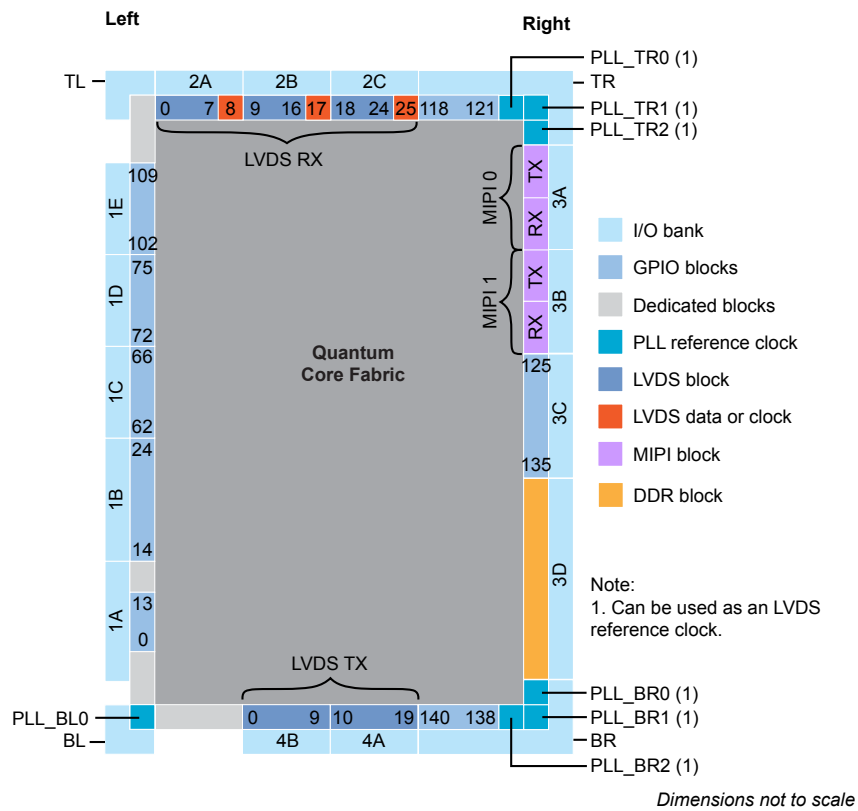 Left
Right
PLL_TR0 (1)
TL
2A
2B
2C
TR
0
7
8
9
16
17
18
24
25
118
121
PLL_TR1 (1)
PLL_TR2 (1)
LVDS RX
MIPI 0
TX
RX
3A
MIPI 1
TX
RX
3B
109
1E
102
75
1D
72
66
1C
62
24
1B
14
13
1A
0
Quantum
Core Fabric
125
3C
135
3D
I/O bank
GPIO blocks
Dedicated blocks
PLL reference clock
LVDS block
LVDS data or clock
MIPI block
DDR block
Note:
1. Can be used as an LVDS
reference clock.
LVDS TX
PLL_BR0 (1)
PLL_BL0
0
9
10
19
140
138
PLL_BR1 (1)
BL
4B
4A
BR
PLL_BR2 (1)
Dimensions not to scale